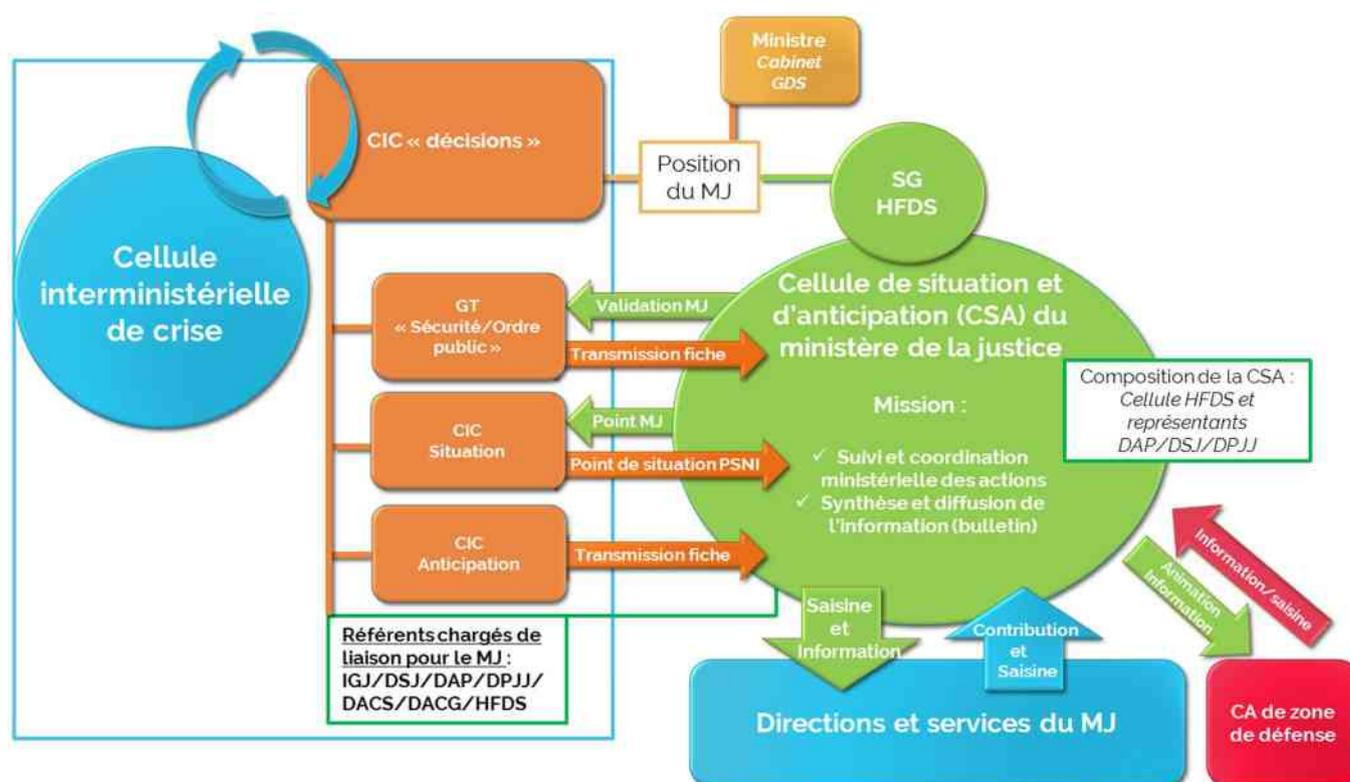 Ministre
Cabinet
GDS
CIC « décisions »
Position
du MJ
SG
HFDS
Cellule
interministérielle
de crise
GT
« Sécurité/Ordre
public »
Validation MJ
Transmission fiche
Cellule de situation et
d'anticipation (CSA) du
ministère de la justice
Mission :
✓ Suivi et coordination
ministérielle des actions
✓ Synthèse et diffusion de
l'information (bulletin)
Composition de la CSA :
Cellule HFDS et
représentants
DAP/DSJ/DPJJ
CIC
Situation
Point MJ
Point de situation PSNI
CIC
Anticipation
Transmission fiche
Référents chargés de
liaison pour le MJ :
IGJ/DSJ/DAP/DPJJ/
DACS/DACG/HFDS
Saisine
et
Information
Contribution
et
Saisine
Animation
Information
Information/saisine
Directions et services du MJ
CA de zone
de défense